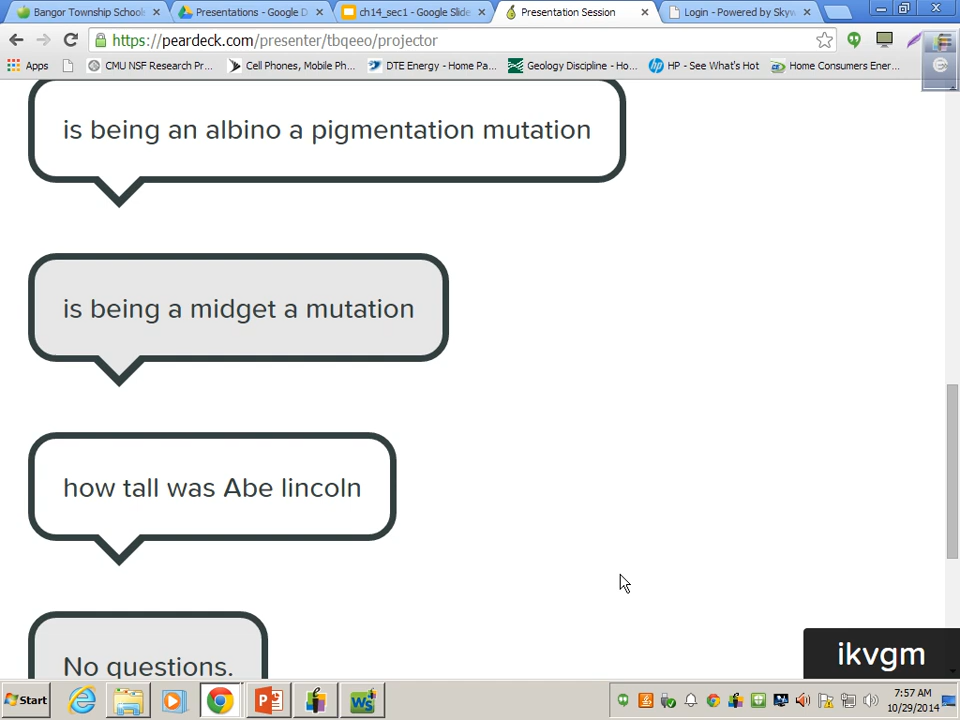 Bangor Township Schools
Presentations - Google D
ch14_sec1 - Google Slide
Presentation Session
Login - Powered by Skyw
https://peardeck.com/presenter/tbqeeo/projector
Apps
CMU NSF Research Pr...
Cell Phones, Mobile Ph...
DTE Energy - Home Pa...
Geology Discipline - Ho...
HP - See What's Hot
Home Consumers Ener...
is being an albino a pigmentation mutation
is being a midget a mutation
how tall was Abe lincoln
No questions.
ikvgm
Start
7:57 AM
10/29/2014